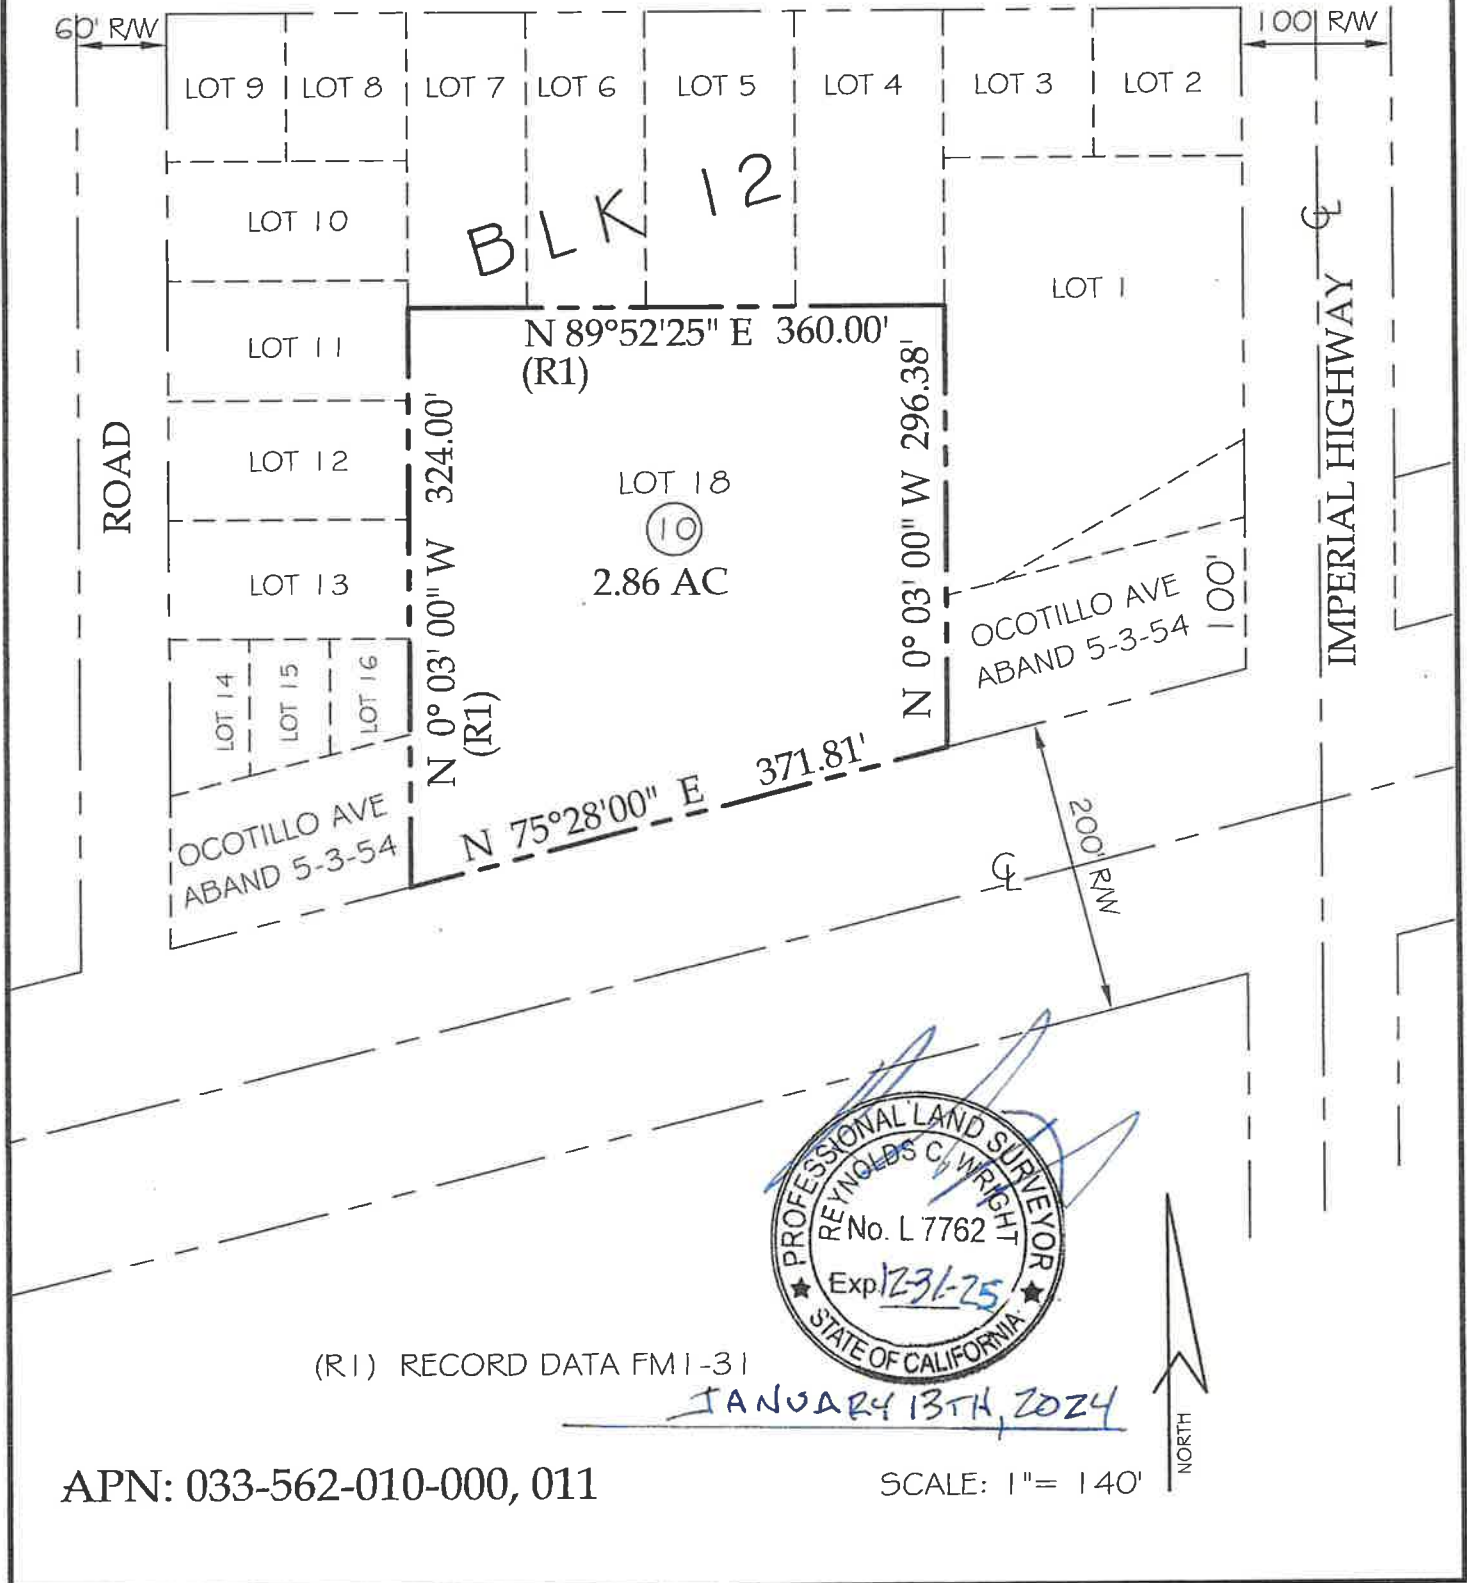 60' R/W
100' R/W
LOT 9
LOT 8
LOT 7
LOT 6
LOT 5
LOT 4
LOT 3
LOT 2
BLK 12
LOT 10
LOT 1
LOT 11
N 89°52'25" E 360.00'
(R1)
ROAD
LOT 12
N 0° 03' 00" W 324.00'
(R1)
LOT 18
10
2.86 AC
N 0° 03' 00" W 296.38'
IMPERIAL HIGHWAY
℄
LOT 13
OCOTILLO AVE
ABAND 5-3-54
100'
LOT 14
LOT 15
LOT 16
N 75°28'00" E 371.81'
OCOTILLO AVE
ABAND 5-3-54
200' R/W
℄
PROFESSIONAL LAND SURVEYOR
REYNOLDS C. WRIGHT
No. L 7762
Exp. 12-31-25
STATE OF CALIFORNIA
(R1) RECORD DATA FM1-31
JANUARY 13TH, 2024
NORTH
APN: 033-562-010-000, 011
SCALE: 1"= 140'